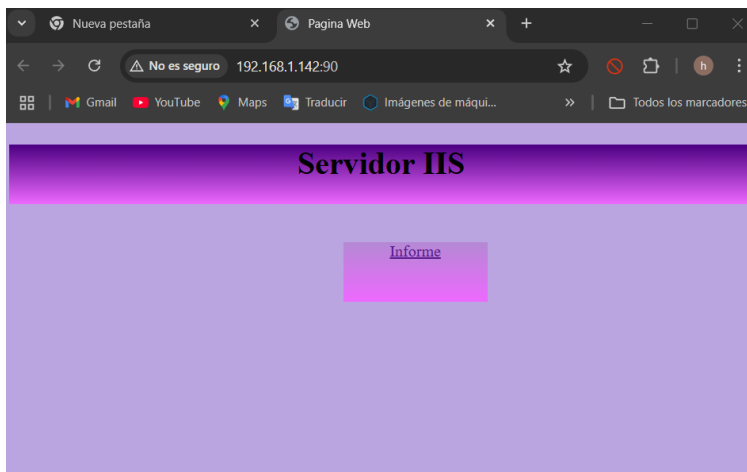 Nueva pestaña
Pagina Web
No es seguro 192.168.1.142:90
h
Gmail YouTube Maps Traducir Imágenes de máqui... » Todos los marcadores
Servidor IIS
Informe